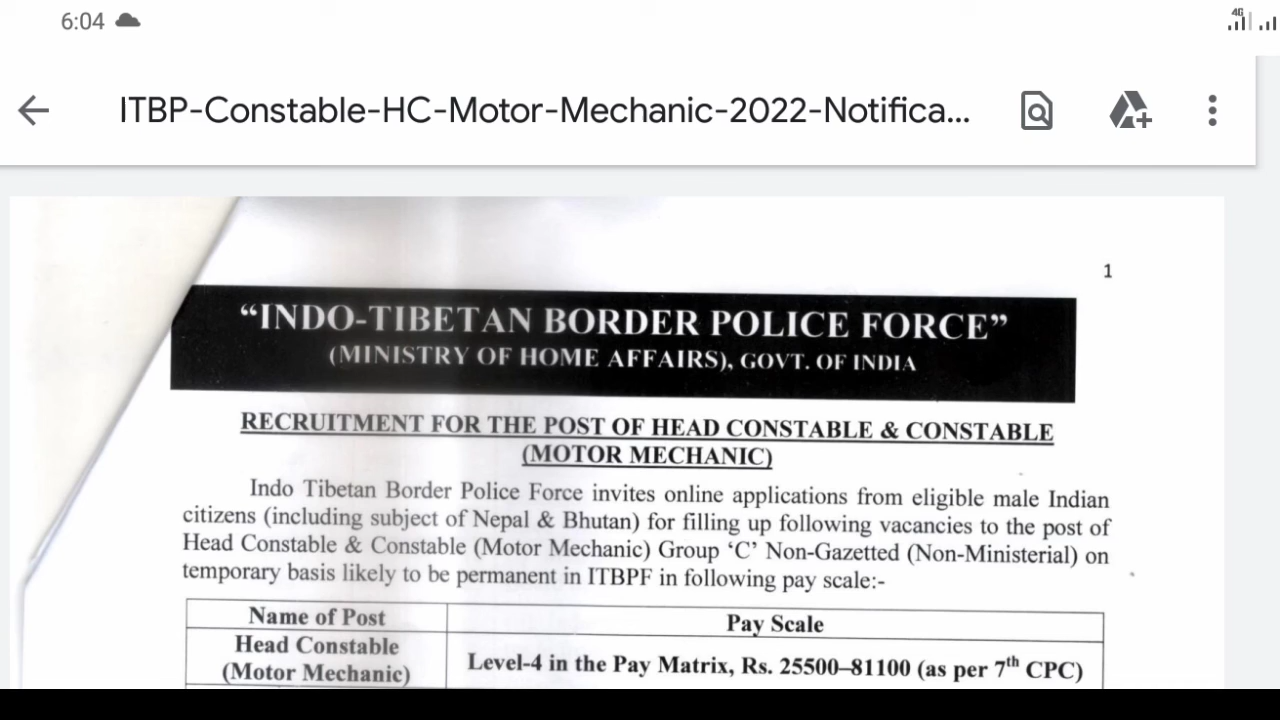 6:04
4G
ITBP-Constable-HC-Motor-Mechanic-2022-Notifica...
1
“INDO-TIBETAN BORDER POLICE FORCE”
(MINISTRY OF HOME AFFAIRS), GOVT. OF INDIA
RECRUITMENT FOR THE POST OF HEAD CONSTABLE & CONSTABLE
(MOTOR MECHANIC)
Indo Tibetan Border Police Force invites online applications from eligible male Indian
citizens (including subject of Nepal & Bhutan) for filling up following vacancies to the post of
Head Constable & Constable (Motor Mechanic) Group ‘C’ Non-Gazetted (Non-Ministerial) on
temporary basis likely to be permanent in ITBPF in following pay scale:-
Name of Post Pay Scale
Head Constable
(Motor Mechanic) Level-4 in the Pay Matrix, Rs. 25500–81100 (as per 7th CPC)